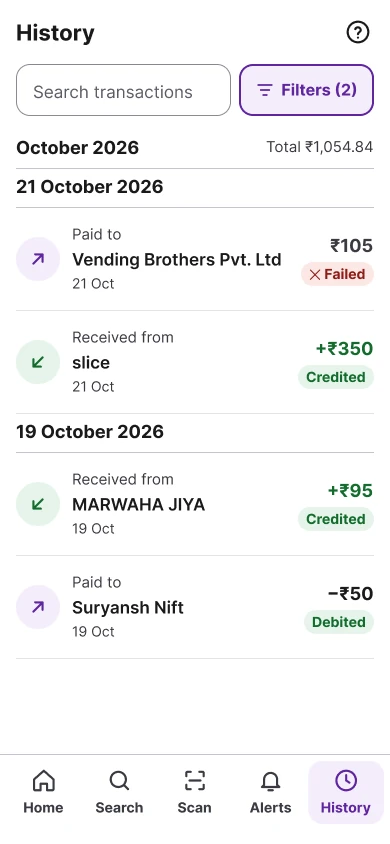 History
Search transactions
Filters (2)
October 2026
Total ₹1,054.84
21 October 2026
Paid to
Vending Brothers Pvt. Ltd
21 Oct
₹105
Failed
Received from
slice
21 Oct
+₹350
Credited
19 October 2026
Received from
MARWAHA JIYA
19 Oct
+₹95
Credited
Paid to
Suryansh Nift
19 Oct
−₹50
Debited
Home
Search
Scan
Alerts
History